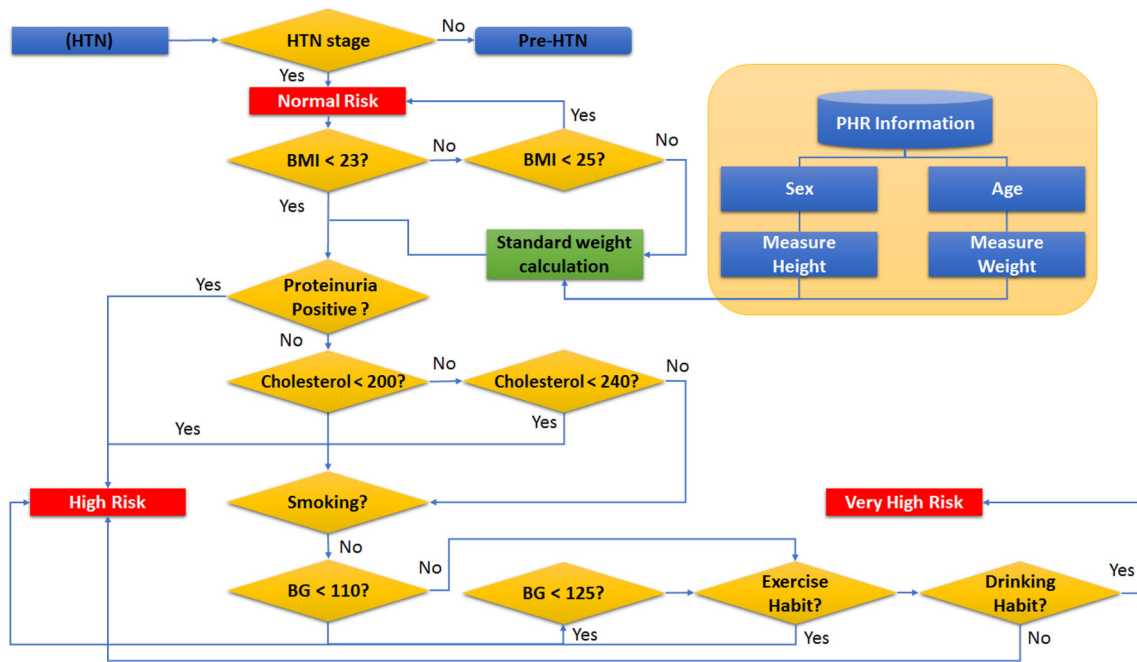 (HTN)
HTN stage
No
Pre-HTN
Yes
Normal Risk
Yes
PHR Information
BMI < 23?
No
BMI < 25?
No
Sex
Age
Yes
Standard weight
calculation
Measure
Height
Measure
Weight
Yes
Proteinuria
Positive ?
No
Cholesterol < 200?
No
Cholesterol < 240?
No
Yes
Yes
High Risk
Smoking?
Very High Risk
No
No
BG < 110?
BG < 125?
Exercise
Habit?
Drinking
Habit?
Yes
Yes
Yes
No